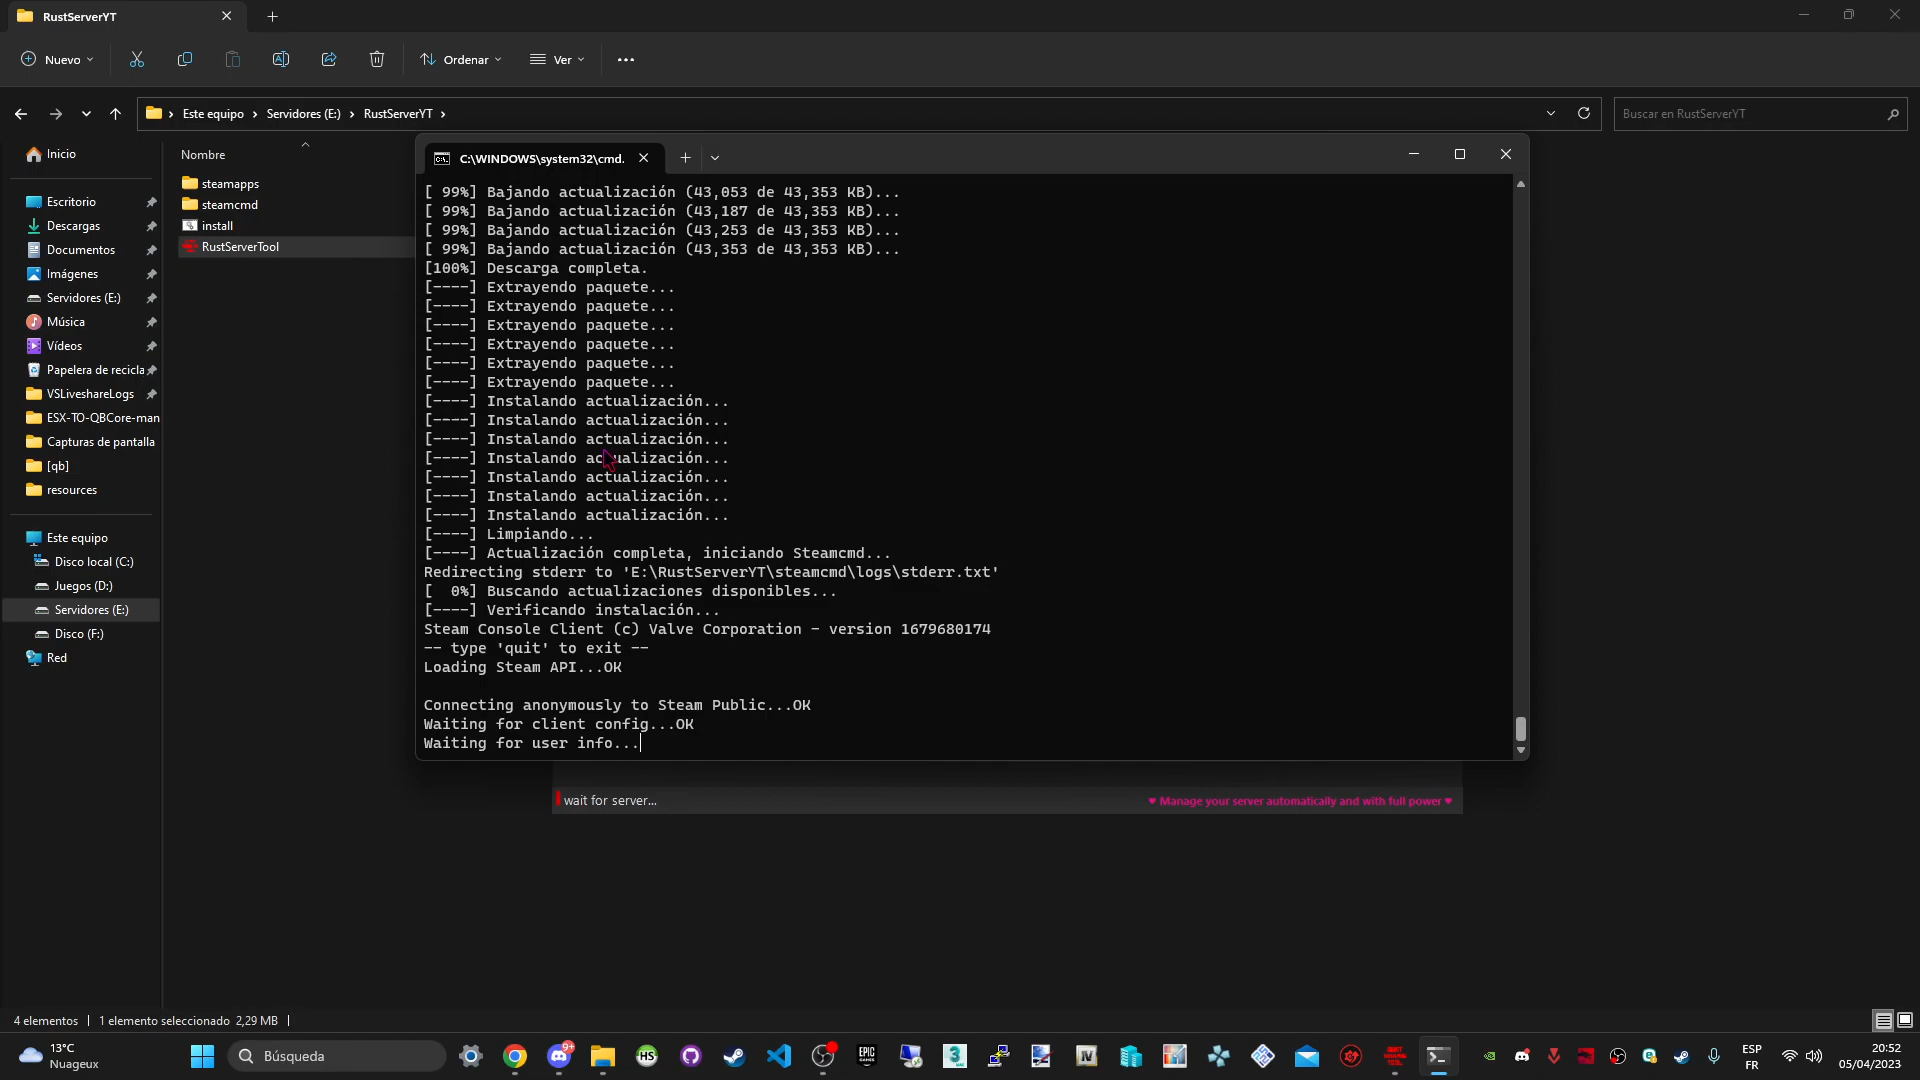 RustServerYT
Nuevo
Ordenar
Ver
Este equipo
Servidores (E:)
RustServerYT
Buscar en RustServerYT
Inicio
Escritorio
Descargas
Documentos
Imágenes
Servidores (E:)
Música
Vídeos
Papelera de recicla
VSLiveshareLogs
ESX-TO-QBCore-man
Capturas de pantalla
[qb]
resources
Este equipo
Disco local (C:)
Juegos (D:)
Servidores (E:)
Disco (F:)
Red
Nombre
steamapps
steamcmd
install
RustServerTool
C:\WINDOWS\system32\cmd.
[ 99%] Bajando actualización (43,053 de 43,353 KB)...
[ 99%] Bajando actualización (43,187 de 43,353 KB)...
[ 99%] Bajando actualización (43,253 de 43,353 KB)...
[ 99%] Bajando actualización (43,353 de 43,353 KB)...
[100%] Descarga completa.
[----] Extrayendo paquete...
[----] Extrayendo paquete...
[----] Extrayendo paquete...
[----] Extrayendo paquete...
[----] Extrayendo paquete...
[----] Extrayendo paquete...
[----] Instalando actualización...
[----] Instalando actualización...
[----] Instalando actualización...
[----] Instalando actualización...
[----] Instalando actualización...
[----] Instalando actualización...
[----] Instalando actualización...
[----] Limpiando...
[----] Actualización completa, iniciando Steamcmd...
Redirecting stderr to 'E:\RustServerYT\steamcmd\logs\stderr.txt'
[  0%] Buscando actualizaciones disponibles...
[----] Verificando instalación...
Steam Console Client (c) Valve Corporation - version 1679680174
-- type 'quit' to exit --
Loading Steam API...OK
Connecting anonymously to Steam Public...OK
Waiting for client config...OK
Waiting for user info...
wait for server...
♥ Manage your server automatically and with full power ♥
4 elementos
1 elemento seleccionado 2,29 MB
13°C
Nuageux
Búsqueda
9+
HS
EPIC
GAMES
3
IV
ESP
FR
20:52
05/04/2023